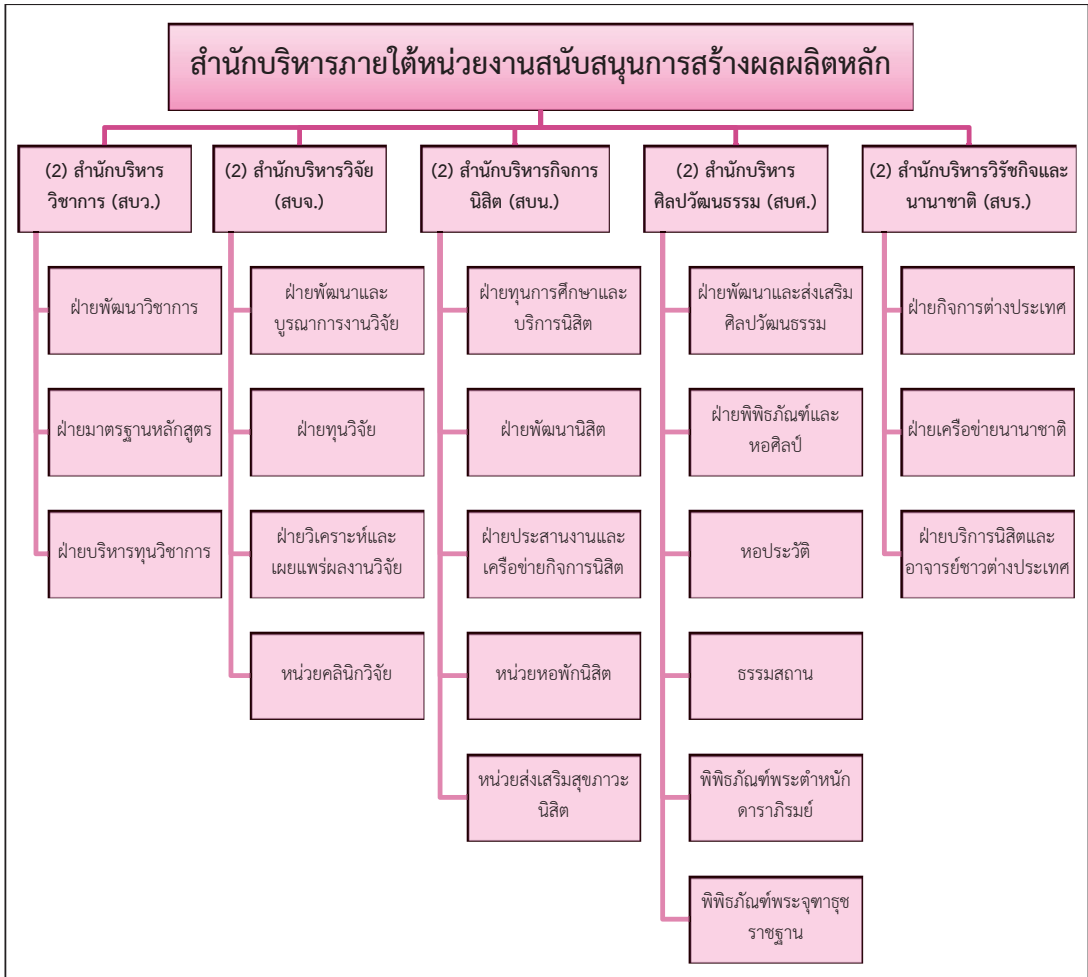 สำนักบริหารภายใต้หน่วยงานสนับสนุนการสร้างผลผลิตหลัก
(2) สำนักบริหาร
วิชาการ (สบว.)
ฝ่ายพัฒนาวิชาการ
ฝ่ายมาตรฐานหลักสูตร
ฝ่ายบริหารทุนวิชาการ
(2) สำนักบริหารวิจัย
(สบจ.)
ฝ่ายพัฒนาและ
บูรณาการงานวิจัย
ฝ่ายทุนวิจัย
ฝ่ายวิเคราะห์และ
เผยแพร่ผลงานวิจัย
หน่วยคลินิกวิจัย
(2) สำนักบริหารกิจการ
นิสิต (สบน.)
ฝ่ายทุนการศึกษาและ
บริการนิสิต
ฝ่ายพัฒนานิสิต
ฝ่ายประสานงานและ
เครือข่ายกิจการนิสิต
หน่วยหอพักนิสิต
หน่วยส่งเสริมสุขภาวะ
นิสิต
(2) สำนักบริหาร
ศิลปวัฒนธรรม (สบศ.)
ฝ่ายพัฒนาและส่งเสริม
ศิลปวัฒนธรรม
ฝ่ายพิพิธภัณฑ์และ
หอศิลป์
หอประวัติ
ธรรมสถาน
พิพิธภัณฑ์พระตำหนัก
ดาราภิรมย์
พิพิธภัณฑ์พระจุฑาธุช
ราชฐาน
(2) สำนักบริหารวิรัชกิจและ
นานาชาติ (สบร.)
ฝ่ายกิจการต่างประเทศ
ฝ่ายเครือข่ายนานาชาติ
ฝ่ายบริการนิสิตและ
อาจารย์ชาวต่างประเทศ